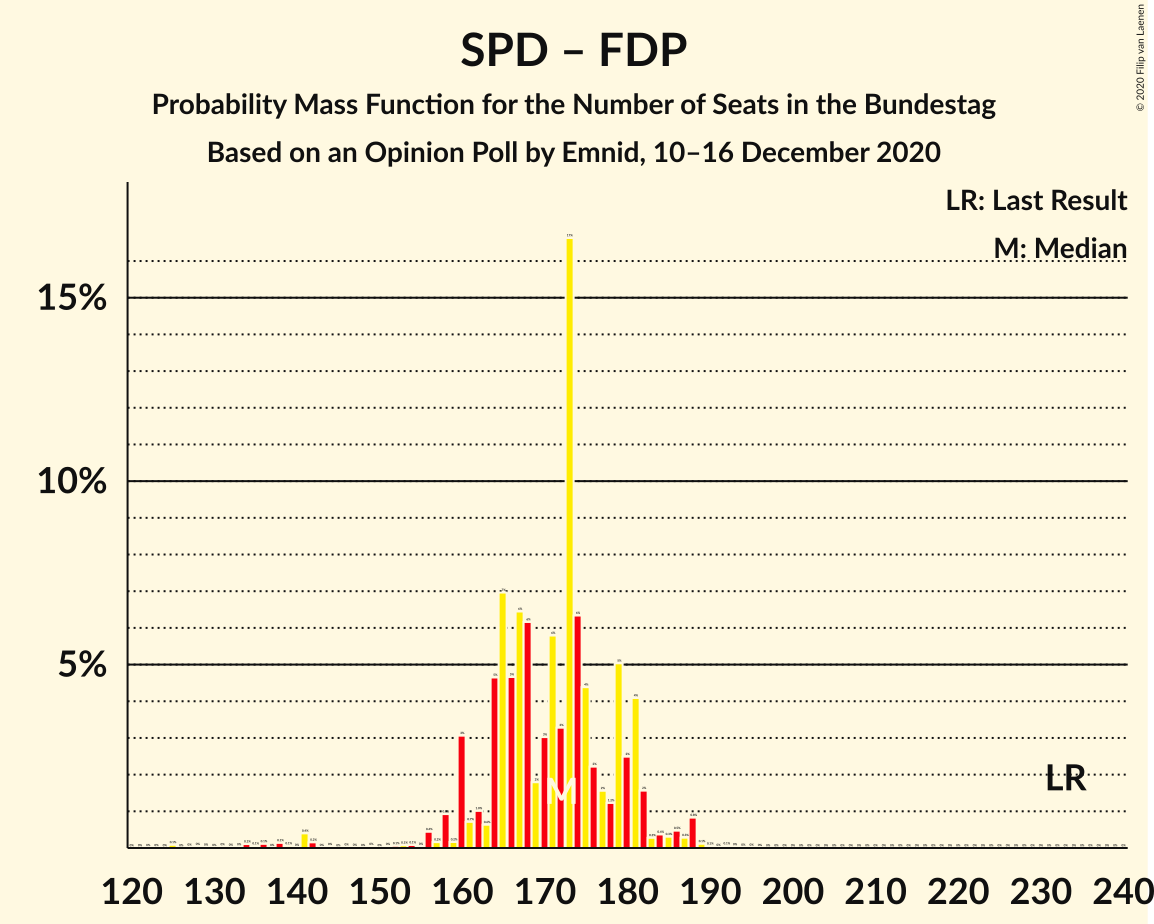 SPD – FDP
Probability Mass Function for the Number of Seats in the Bundestag
Based on an Opinion Poll by Emnid, 10–16 December 2020
© 2020 Filip van Laenen
LR: Last Result
M: Median
15%
10%
5%
M
LR
120 130 140 150 160 170 180 190 200 210 220 230 240